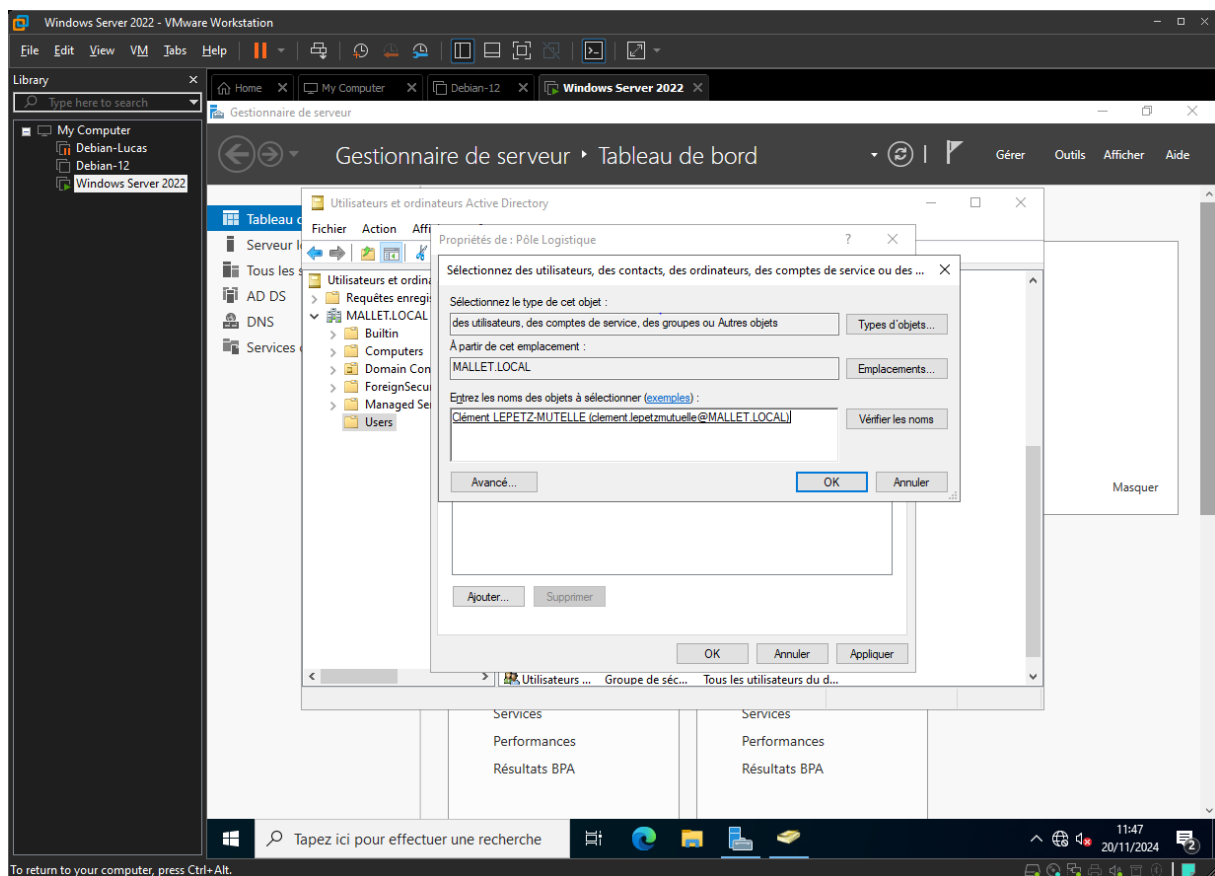 Windows Server 2022 - VMware Workstation
File Edit View VM Tabs Help
Library
Type here to search
My Computer
Debian-Lucas
Debian-12
Windows Server 2022
Home My Computer Debian-12 Windows Server 2022
Gestionnaire de serveur
Gestionnaire de serveur Tableau de bord
Gérer Outils Afficher Aide
Tableau
Serveur
Tous les
AD DS
DNS
Services
Utilisateurs et ordinateurs Active Directory
Fichier Action
Utilisateurs et
Requêtes
MALLET.LOCAL
Builtin
Computers
Domain
Managed
Users
Propriétés de : Pôle Logistique ?
Sélectionnez des utilisateurs, des contacts, des ordinateurs, des comptes de service ou des ...
Sélectionnez le type de cet objet :
des utilisateurs, des comptes de service, des groupes ou Autres objets
Types d'objets...
À partir de cet emplacement :
MALLET.LOCAL
Emplacements...
Entrez les noms des objets à sélectionner (exemples) :
Clément LEPETZ-MUTELLE (clement.lepetzmutuelle@MALLET.LOCAL)
Vérifier les noms
Avancé... OK Annuler
Masquer
Ajouter... Supprimer
OK Annuler Appliquer
Utilisateurs ... Groupe de séc... Tous les utilisateurs du d...
Services Services
Performances Performances
Résultats BPA Résultats BPA
Tapez ici pour effectuer une recherche
11:47
20/11/2024
2
To return to your computer, press Ctrl+Alt.